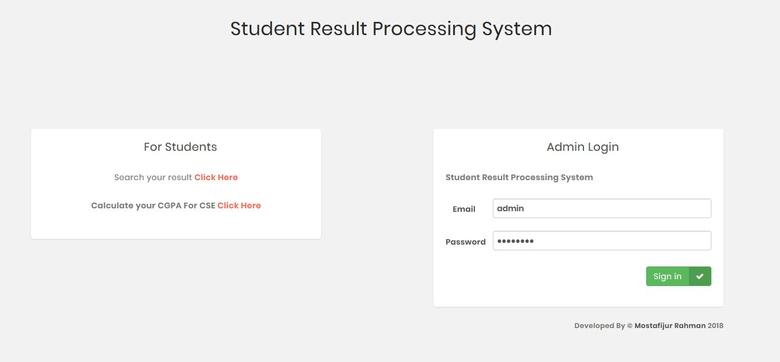 Student Result Processing System
For Students
Search your result Click Here
Calculate your CGPA For CSE Click Here
Admin Login
Student Result Processing System
Email admin
Password ••••••••
Sign in
Developed By © Mostafijur Rahman 2018